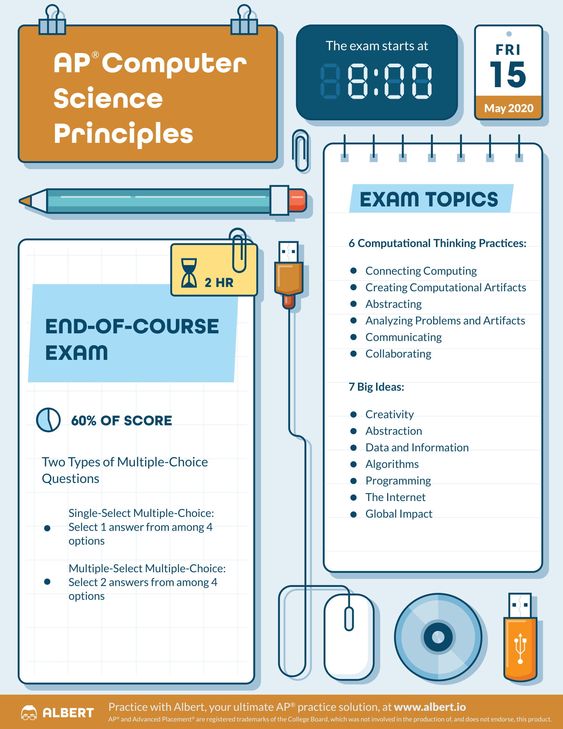 AP® Computer
Science
Principles
The exam starts at
8:00
FRI
15
May 2020
EXAM TOPICS
6 Computational Thinking Practices:
Connecting Computing
Creating Computational Artifacts
Abstracting
Analyzing Problems and Artifacts
Communicating
Collaborating
7 Big Ideas:
Creativity
Abstraction
Data and Information
Algorithms
Programming
The Internet
Global Impact
2 HR
END-OF-COURSE
EXAM
60% OF SCORE
Two Types of Multiple-Choice
Questions
Single-Select Multiple-Choice:
Select 1 answer from among 4
options
Multiple-Select Multiple-Choice:
Select 2 answers from among 4
options
ALBERT
Practice with Albert, your ultimate AP® practice solution, at www.albert.io
AP® and Advanced Placement® are registered trademarks of the College Board, which was not involved in the production of, and does not endorse, this product.